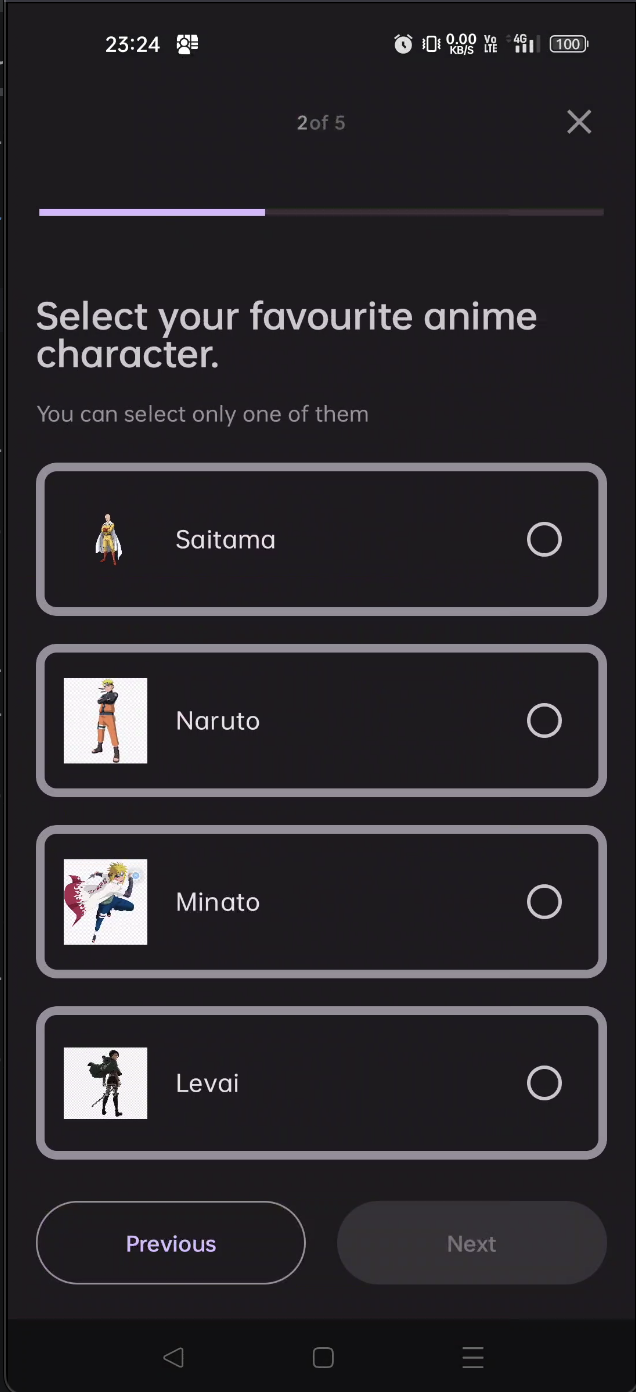 23:24
0.00
KB/S
Vo
LTE
4G
100
2of 5
Select your favourite anime
character.
You can select only one of them
Saitama
Naruto
Minato
Levai
Previous
Next